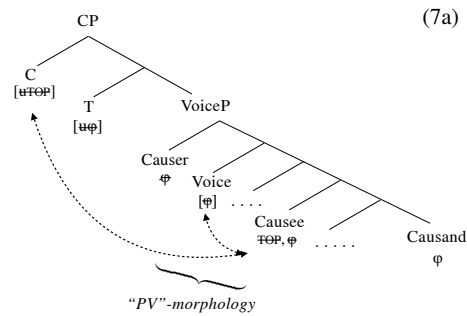 (7a)
CP
C
[uTOP]
T
[uφ]
VoiceP
Causer
φ
Voice
[φ]
. . . .
Causee
TOP, φ
. . . . .
Causand
φ
“PV”-morphology